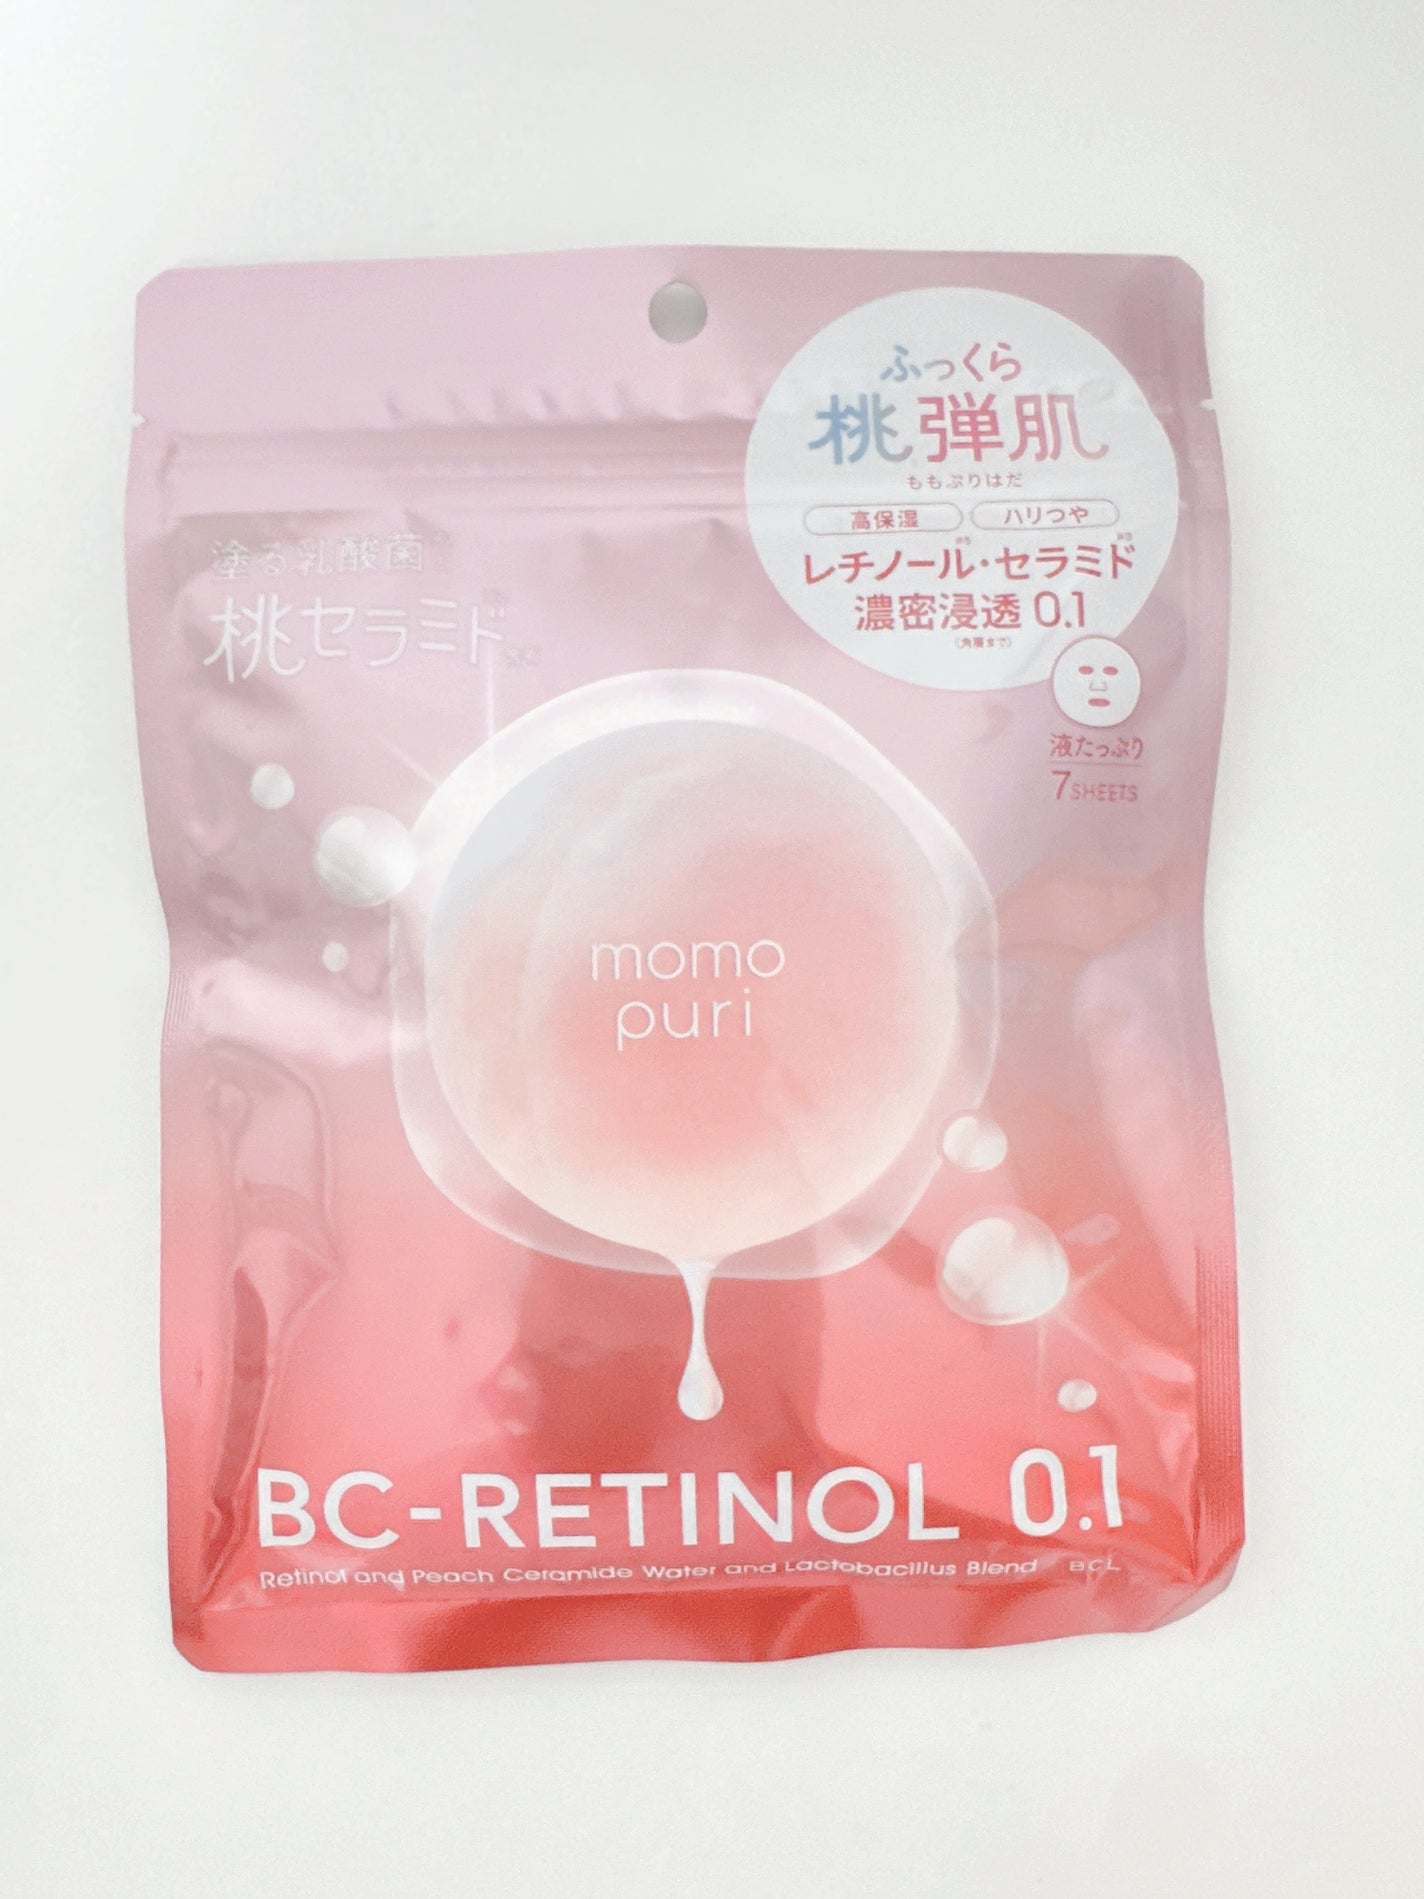 ふっくら
桃弾肌
ももぷりはだ
高保湿 ハリつや
レチノール・セラミド
濃密浸透 0.1
(角層まで)
塗る乳酸菌
桃セラミド
液たっぷり
7SHEETS
momo
puri
BC-RETINOL 0.1
Retinol and Peach Ceramide Water and Lactobacillus Blend BCL